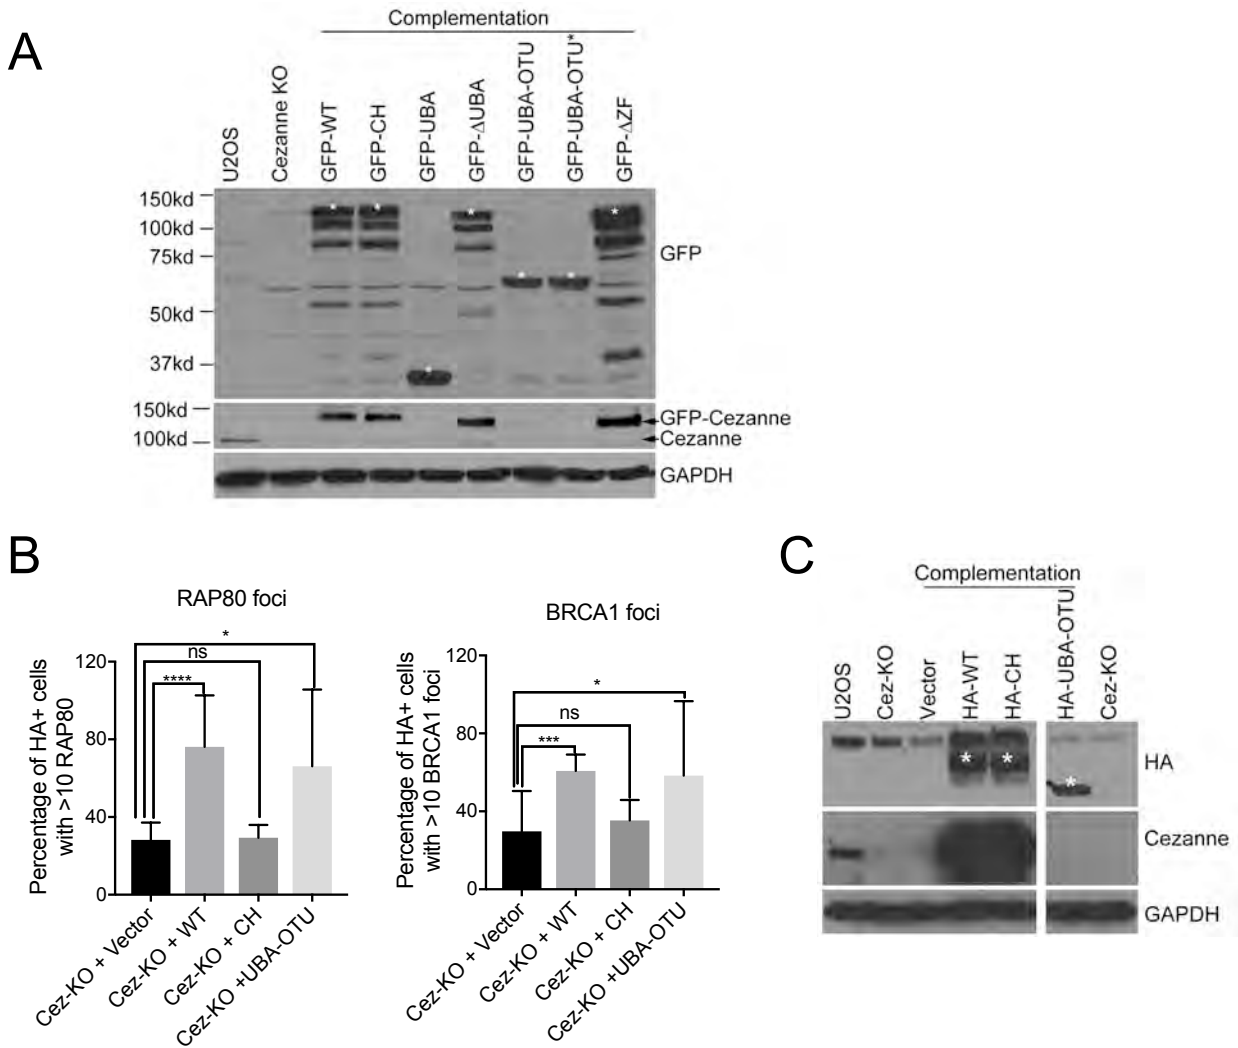 A
Complementation
U2OS
Cezanne KO
GFP-WT
GFP-CH
GFP-UBA
GFP-ΔUBA
GFP-UBA-OTU
GFP-UBA-OTU*
GFP-ΔZF
150kd
100kd
75kd
50kd
37kd
GFP
150kd
100kd
GFP-Cezanne
Cezanne
GAPDH
B
RAP80 foci
Percentage of HA+ cells
with >10 RAP80
120
80
40
0
*
ns
****
Cez-KO + Vector
Cez-KO + WT
Cez-KO + CH
Cez-KO +UBA-OTU
BRCA1 foci
Percentage of HA+ cells
with >10 BRCA1 foci
120
80
40
0
*
ns
***
Cez-KO + Vector
Cez-KO + WT
Cez-KO + CH
Cez-KO +UBA-OTU
C
Complementation
U2OS
Cez-KO
Vector
HA-WT
HA-CH
HA-UBA-OTU
Cez-KO
HA
Cezanne
GAPDH